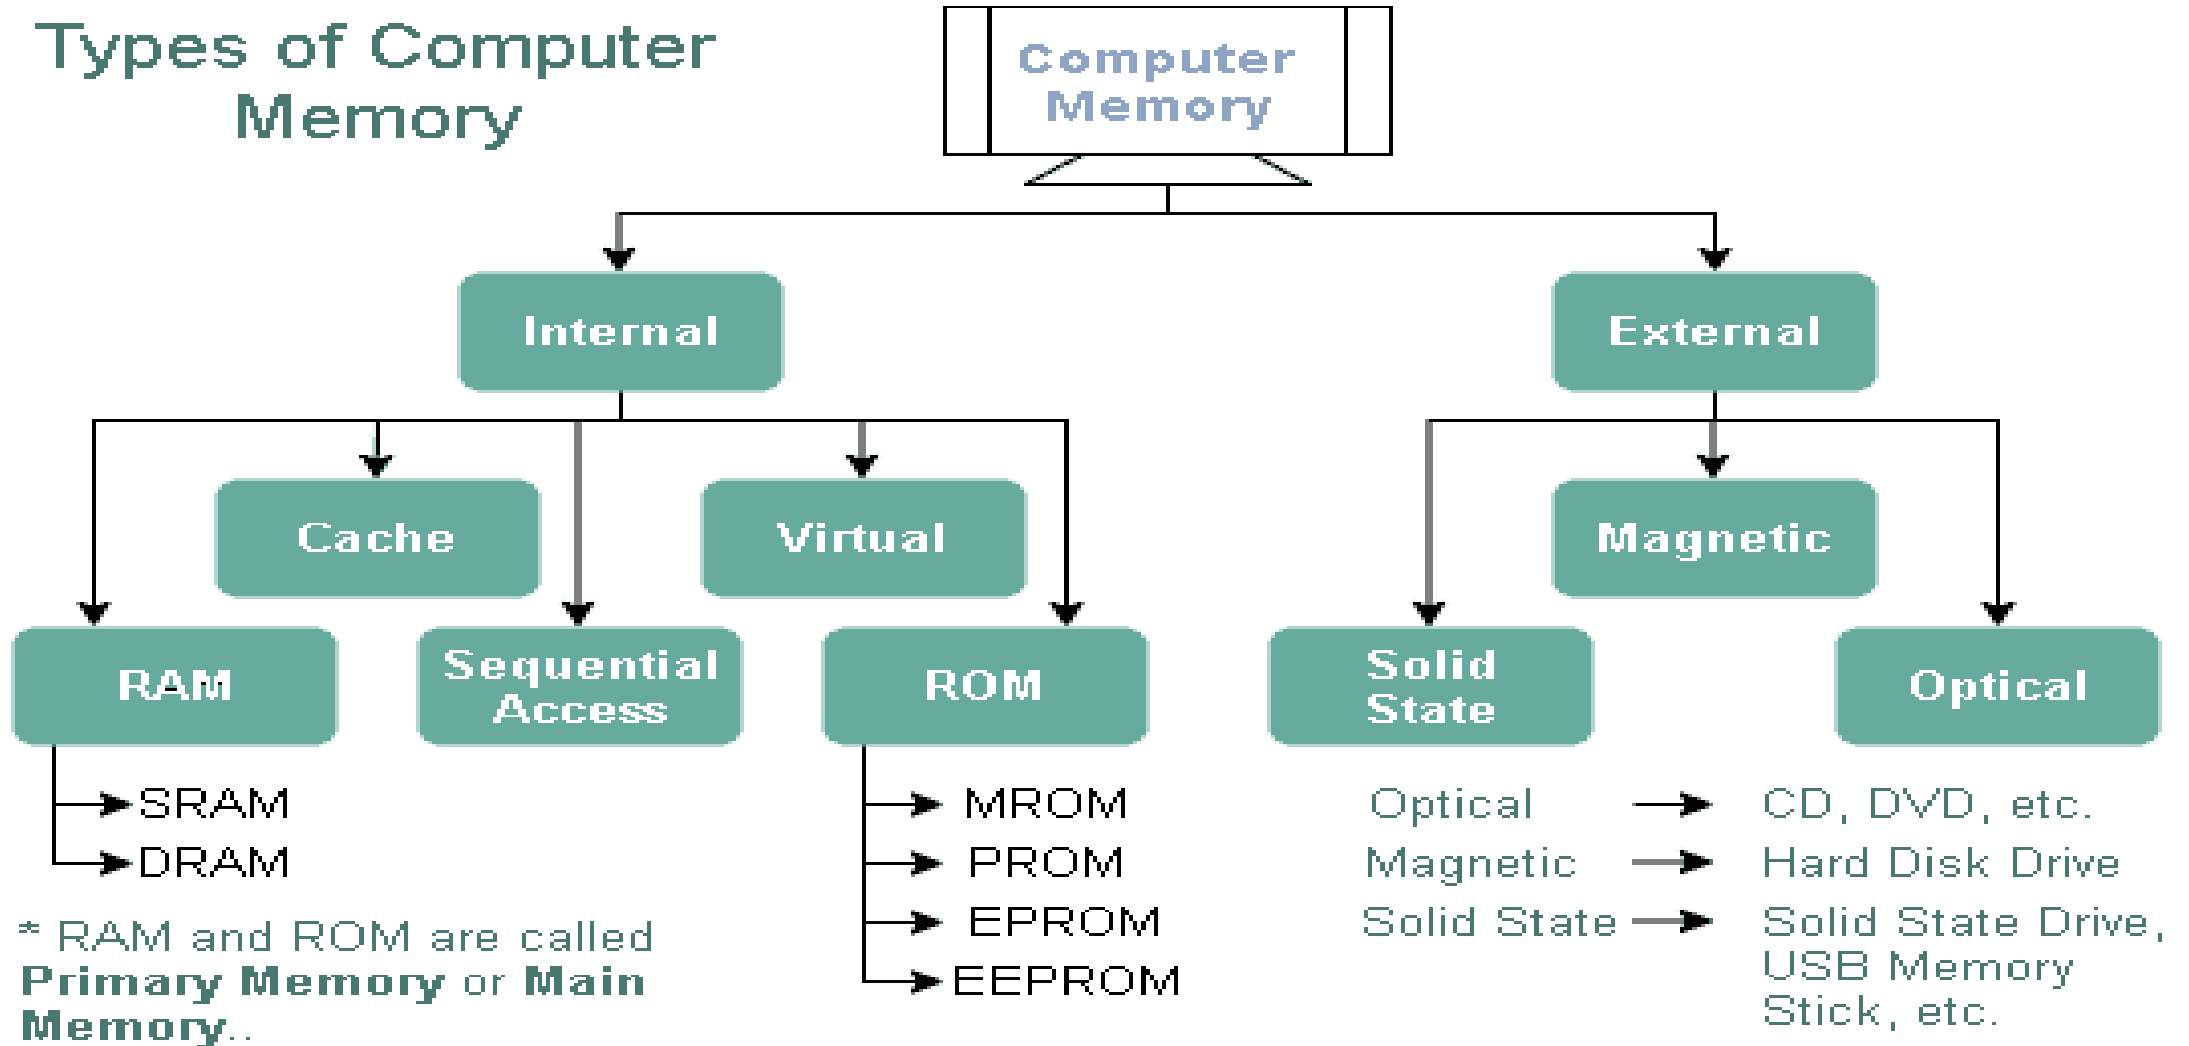 Types of Computer
Memory
Computer
Memory
Internal
External
Cache
Virtual
Magnetic
RAM
Sequential
Access
ROM
Solid
State
Optical
SRAM
DRAM
MROM
PROM
EPROM
EEPROM
* RAM and ROM are called
Primary Memory or Main
Memory..
Optical CD, DVD, etc.
Magnetic Hard Disk Drive
Solid State Solid State Drive,
USB Memory
Stick, etc.